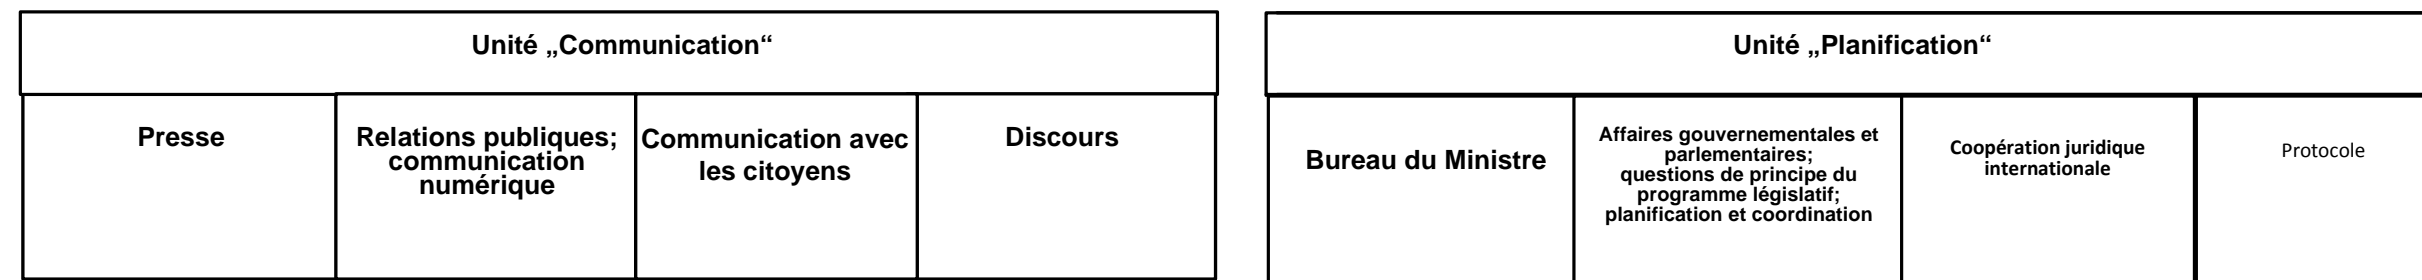 Unité „Communication“
Presse
Relations publiques;
communication
numérique
Communication avec
les citoyens
Discours
Unité „Planification“
Bureau du Ministre
Affaires gouvernementales et
parlementaires;
questions de principe du
programme législatif;
planification et coordination
Coopération juridique
internationale
Protocole